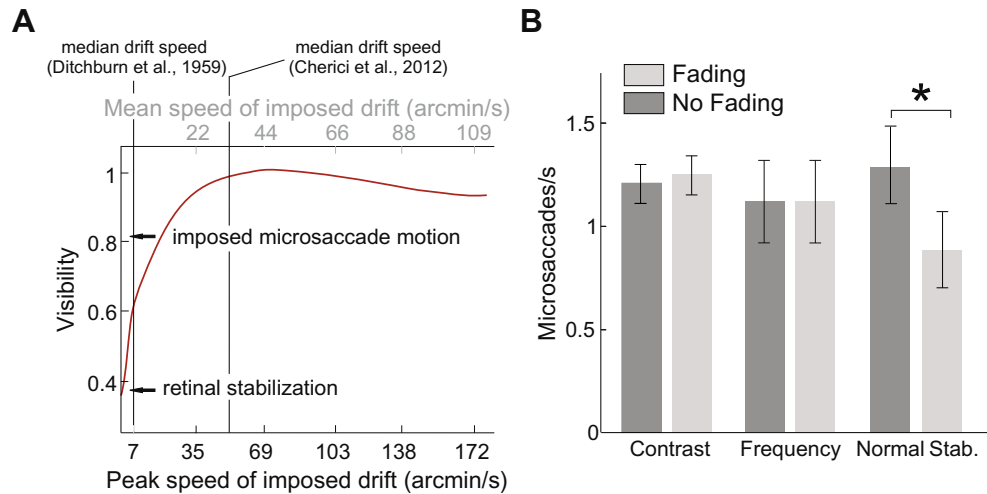 A
median drift speed
(Ditchburn et al., 1959)
median drift speed
(Cherici et al., 2012)
Mean speed of imposed drift (arcmin/s)
22 44 66 88 109
Visibility
1
0.8
0.6
0.4
imposed microsaccade motion
retinal stabilization
7 35 69 103 138 172
Peak speed of imposed drift (arcmin/s)
B
Fading
No Fading
*
Microsaccades/s
1.5
1
0.5
0
Contrast Frequency Normal Stab.